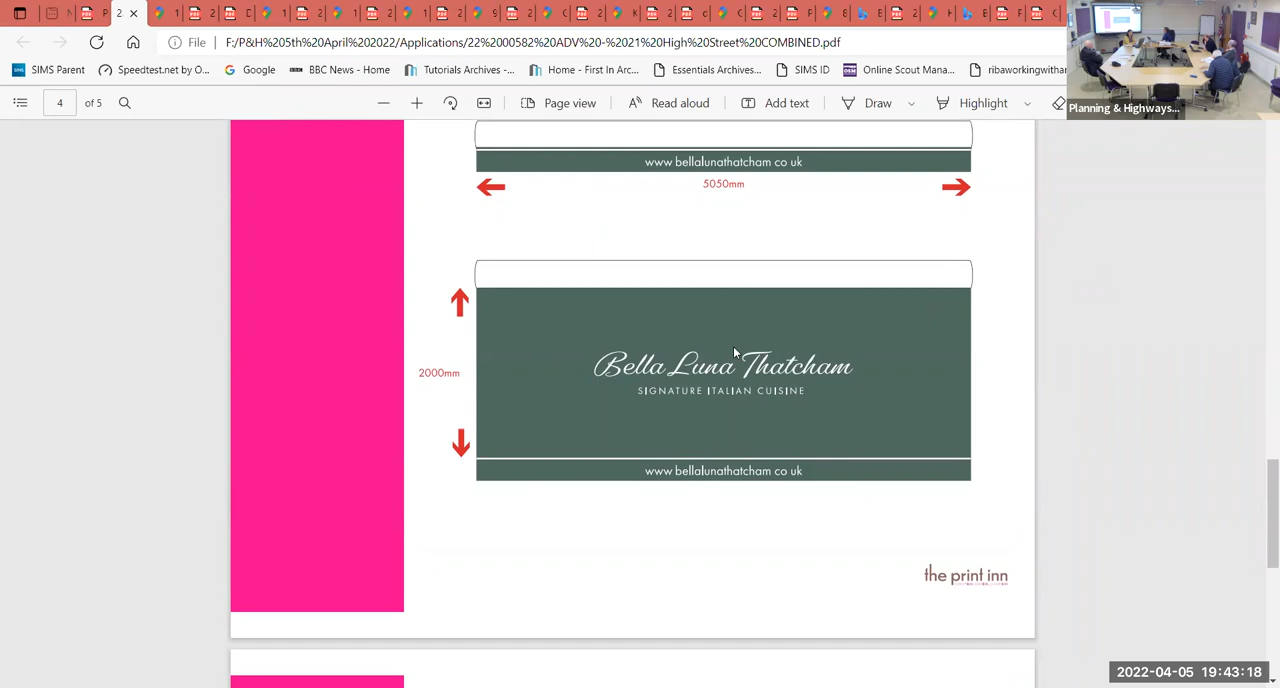 2
File
F:/P&H%205th%20April%202022/Applications/22%2000582%20ADV%20-%2021%20High%20Street%20COMBINED.pdf
SIMS Parent
Speedtest.net by O...
Google
BBC News - Home
Tutorials Archives -...
Home - First In Arc...
Essentials Archives...
SIMS ID
Online Scout Mana...
ribaworkingwithar
4 of 5
Page view
Read aloud
Add text
Draw
Highlight
Planning & Highways...
www bellalunathatcham co uk
5050mm
2000mm
Bella Luna Thatcham
SIGNATURE ITALIAN CUISINE
www bellalunathatcham co uk
the print inn
2022-04-05 19:43:18